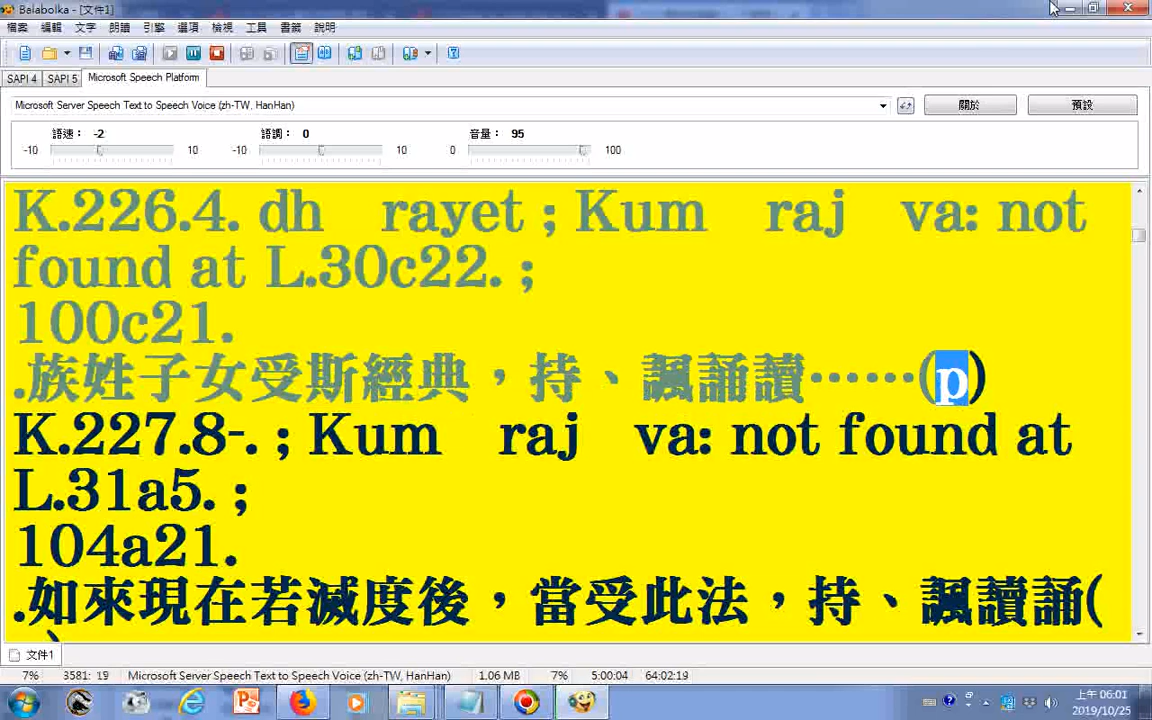 Balabolka - [文件1]
檔案 編輯 文字 朗讀 引擎 選項 檢視 工具 書籤 說明
SAPI 4 SAPI 5 Microsoft Speech Platform
Microsoft Server Speech Text to Speech Voice (zh-TW, HanHan)
關於 預設
語速： -2 語調： 0 音量： 95
-10 10 -10 10 0 100
K.226.4. dh rayet ; Kum raj va: not
found at L.30c22. ;
100c21.
.族姓子女受斯經典，持、諷誦讀……(p)
K.227.8-. ; Kum raj va: not found at
L.31a5. ;
104a21.
.如來現在若滅度後，當受此法，持、諷讀誦(
文件1
7% 3581: 19 Microsoft Server Speech Text to Speech Voice (zh-TW, HanHan) 1.06 MB 7% 5:00:04 64:02:19
上午 06:01
2019/10/25